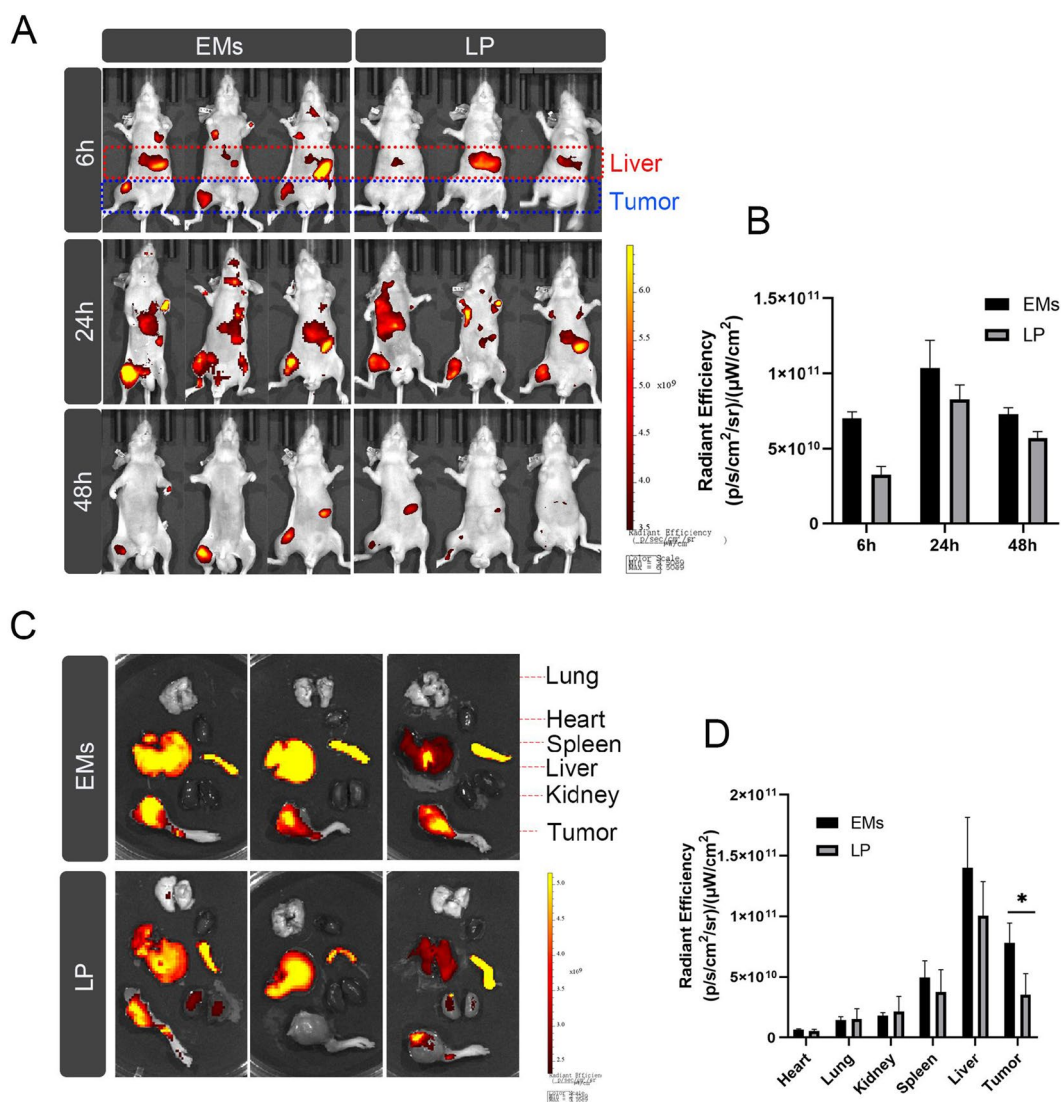 A
EMs
LP
6h
Liver
Tumor
24h
48h
6.0
5.5
5.0
x10⁹
4.5
4.0
3.5
Radiant Efficiency
Color Scale
B
Radiant Efficiency
(p/s/cm²/sr)/(μW/cm²)
1.5×10¹¹
1×10¹¹
5×10¹⁰
0
EMs
LP
6h
24h
48h
C
EMs
Lung
Heart
Spleen
Liver
Kidney
Tumor
LP
5.0
4.5
4.0
x10⁹
3.5
3.0
2.5
Radiant Efficiency
Color Scale
D
Radiant Efficiency
(p/s/cm²/sr)/(μW/cm²)
2×10¹¹
1.5×10¹¹
1×10¹¹
5×10¹⁰
0
EMs
LP
*
Heart
Lung
Kidney
Spleen
Liver
Tumor